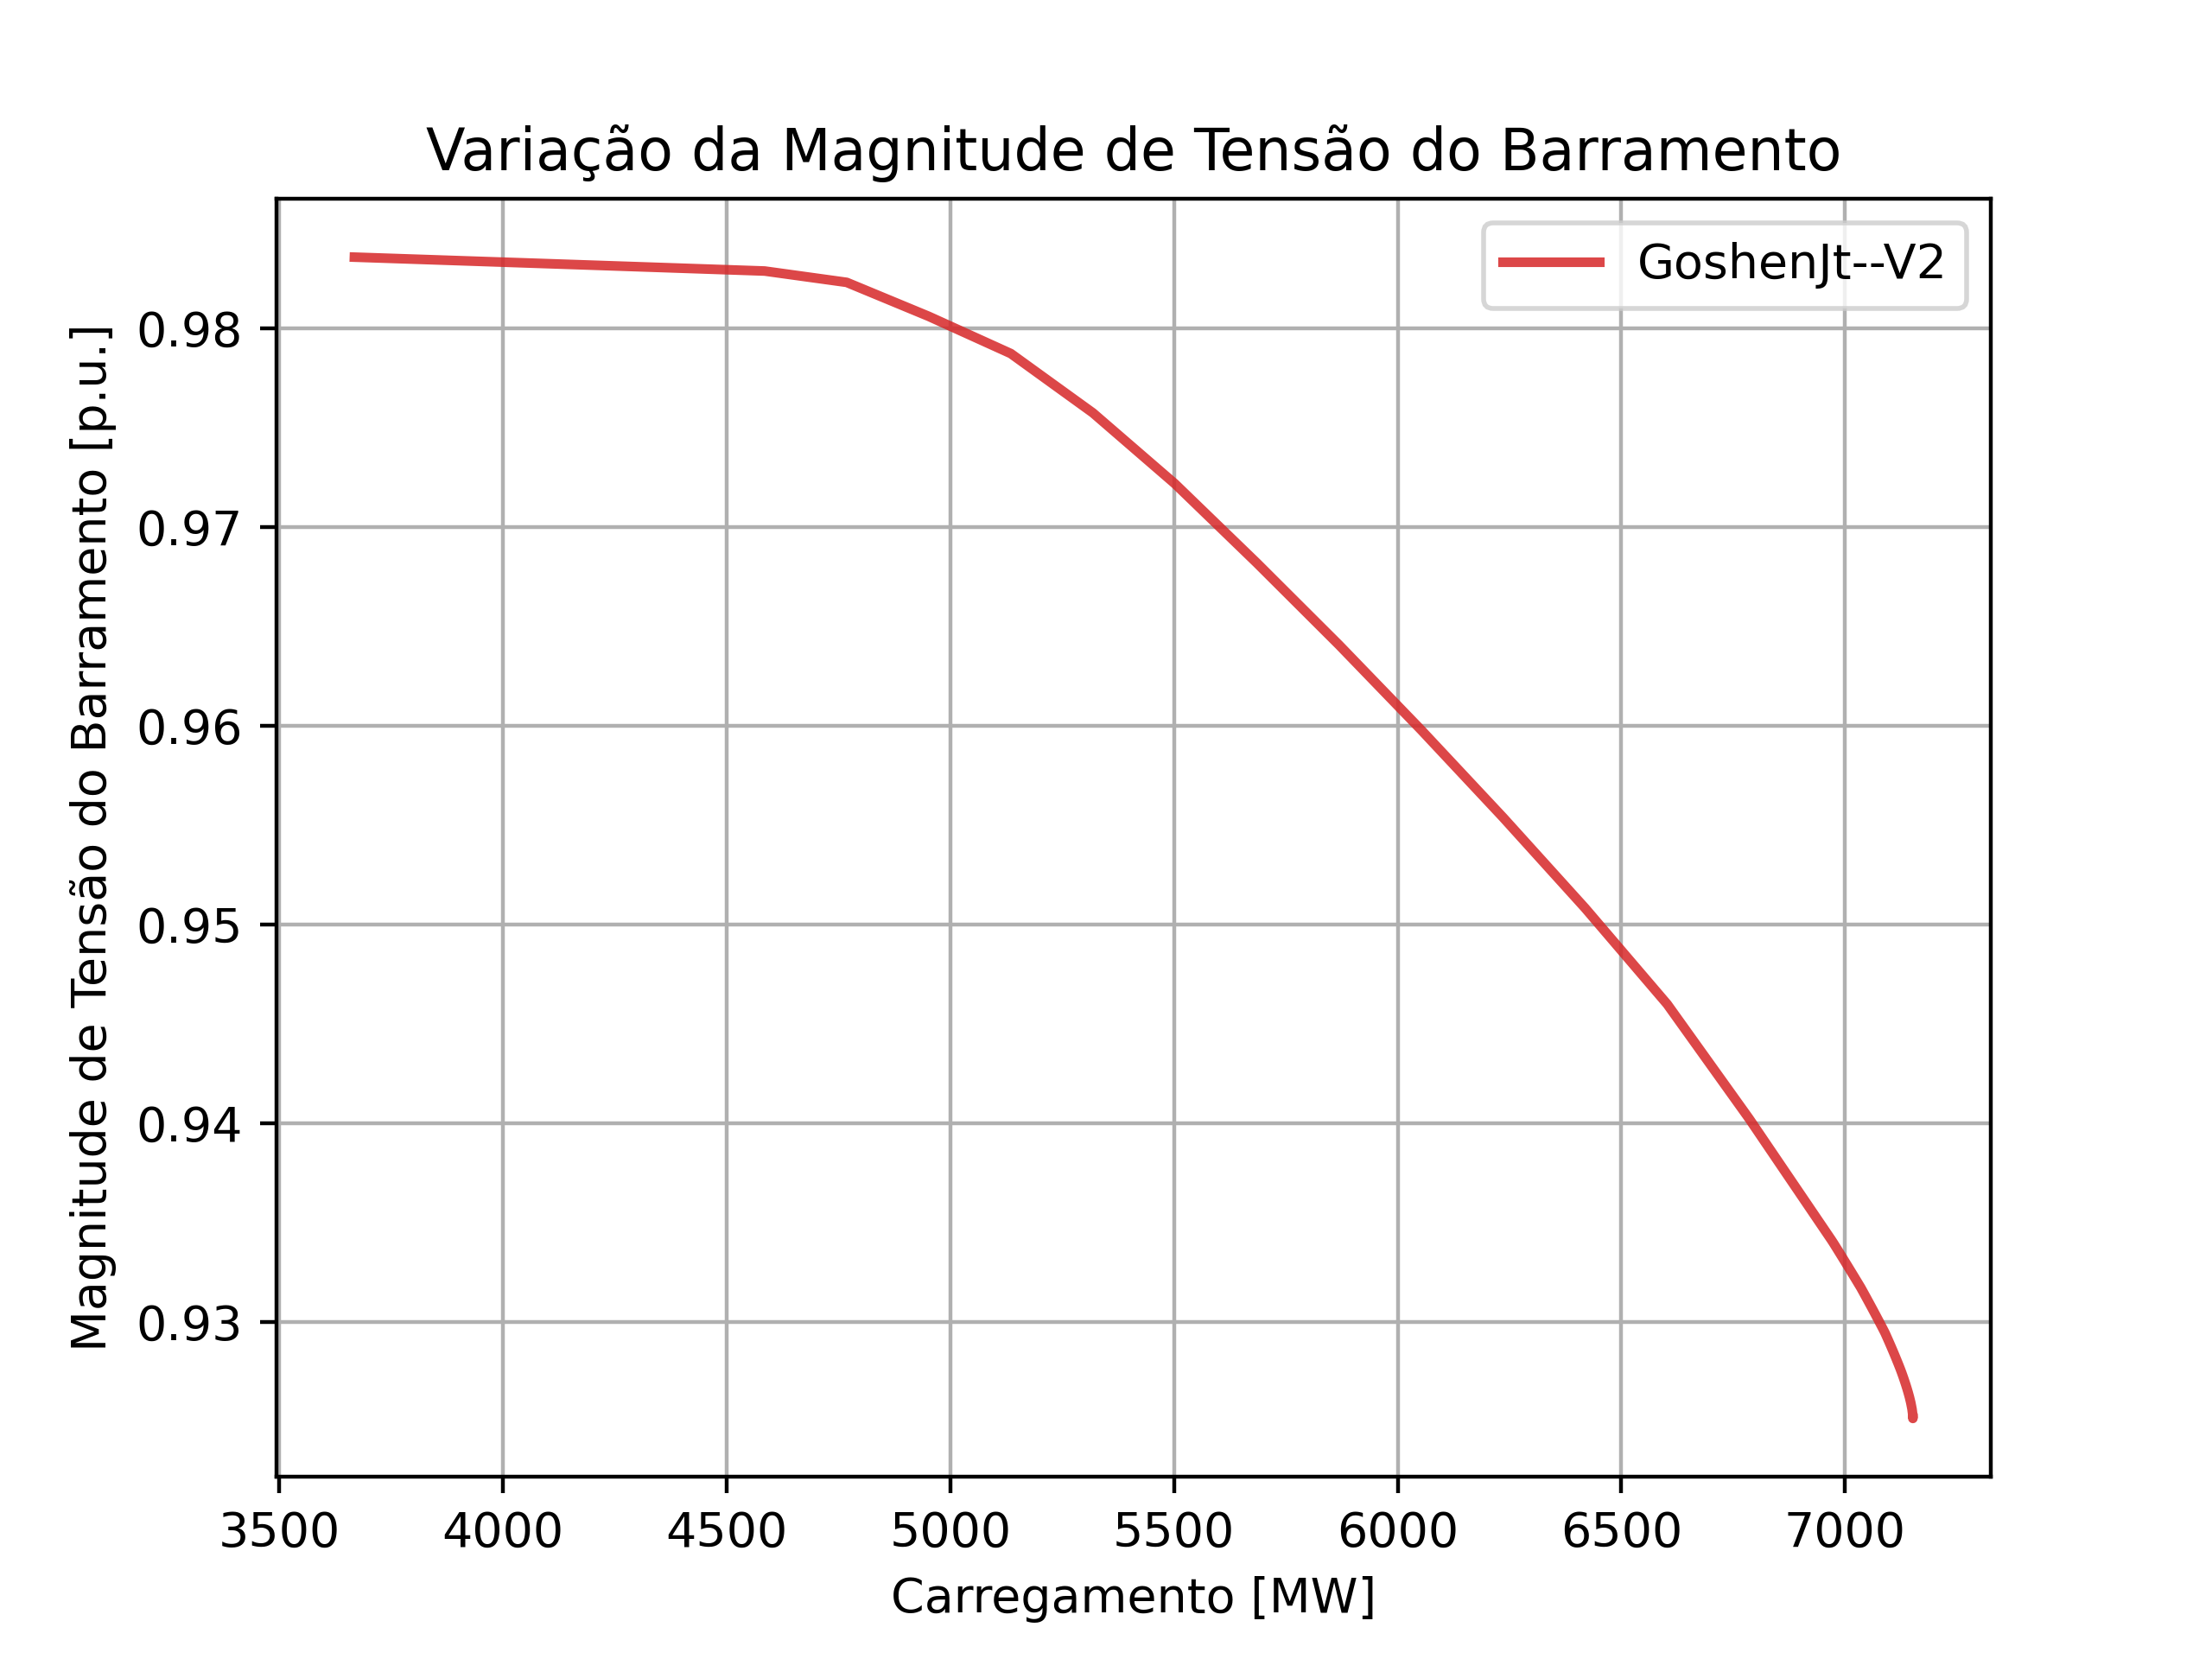 Variação da Magnitude de Tensão do Barramento
GoshenJt--V2
Magnitude de Tensão do Barramento [p.u.]
0.98
0.97
0.96
0.95
0.94
0.93
3500 4000 4500 5000 5500 6000 6500 7000
Carregamento [MW]